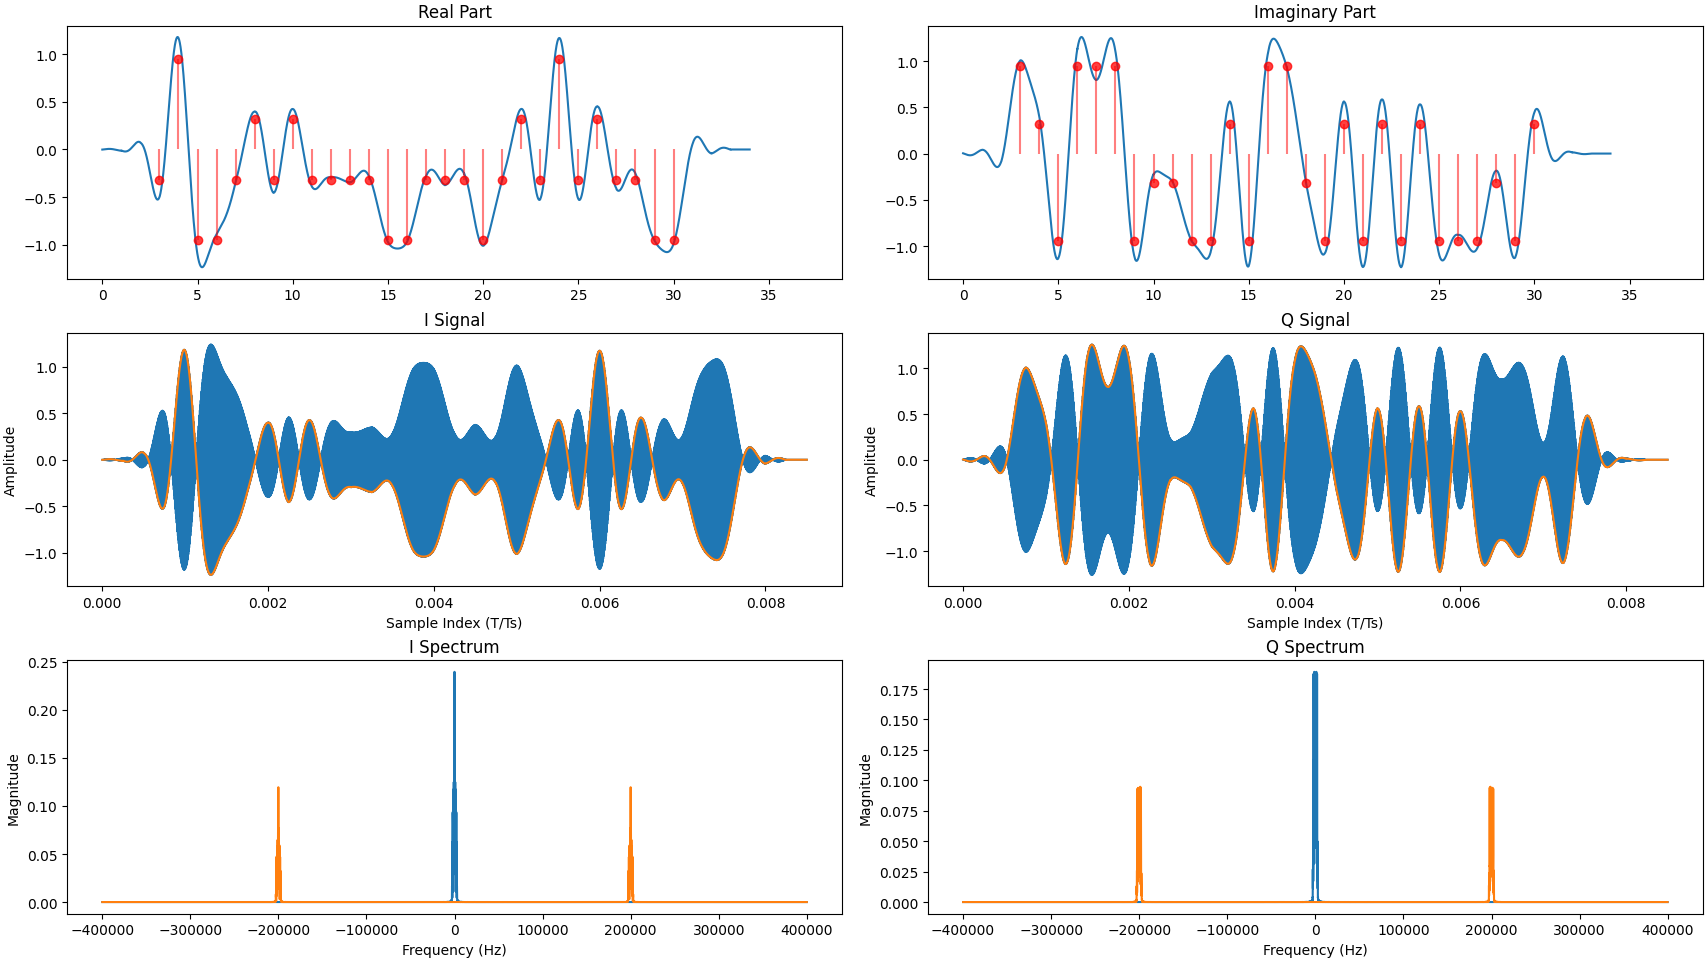 Real Part
1.0
0.5
0.0
−0.5
−1.0
0 5 10 15 20 25 30 35
Imaginary Part
1.0
0.5
0.0
−0.5
−1.0
0 5 10 15 20 25 30 35
I Signal
Amplitude
1.0
0.5
0.0
−0.5
−1.0
0.000 0.002 0.004 0.006 0.008
Sample Index (T/Ts)
Q Signal
Amplitude
1.0
0.5
0.0
−0.5
−1.0
0.000 0.002 0.004 0.006 0.008
Sample Index (T/Ts)
I Spectrum
Magnitude
0.25
0.20
0.15
0.10
0.05
0.00
−400000 −300000 −200000 −100000 0 100000 200000 300000 400000
Frequency (Hz)
Q Spectrum
Magnitude
0.175
0.150
0.125
0.100
0.075
0.050
0.025
0.000
−400000 −300000 −200000 −100000 0 100000 200000 300000 400000
Frequency (Hz)